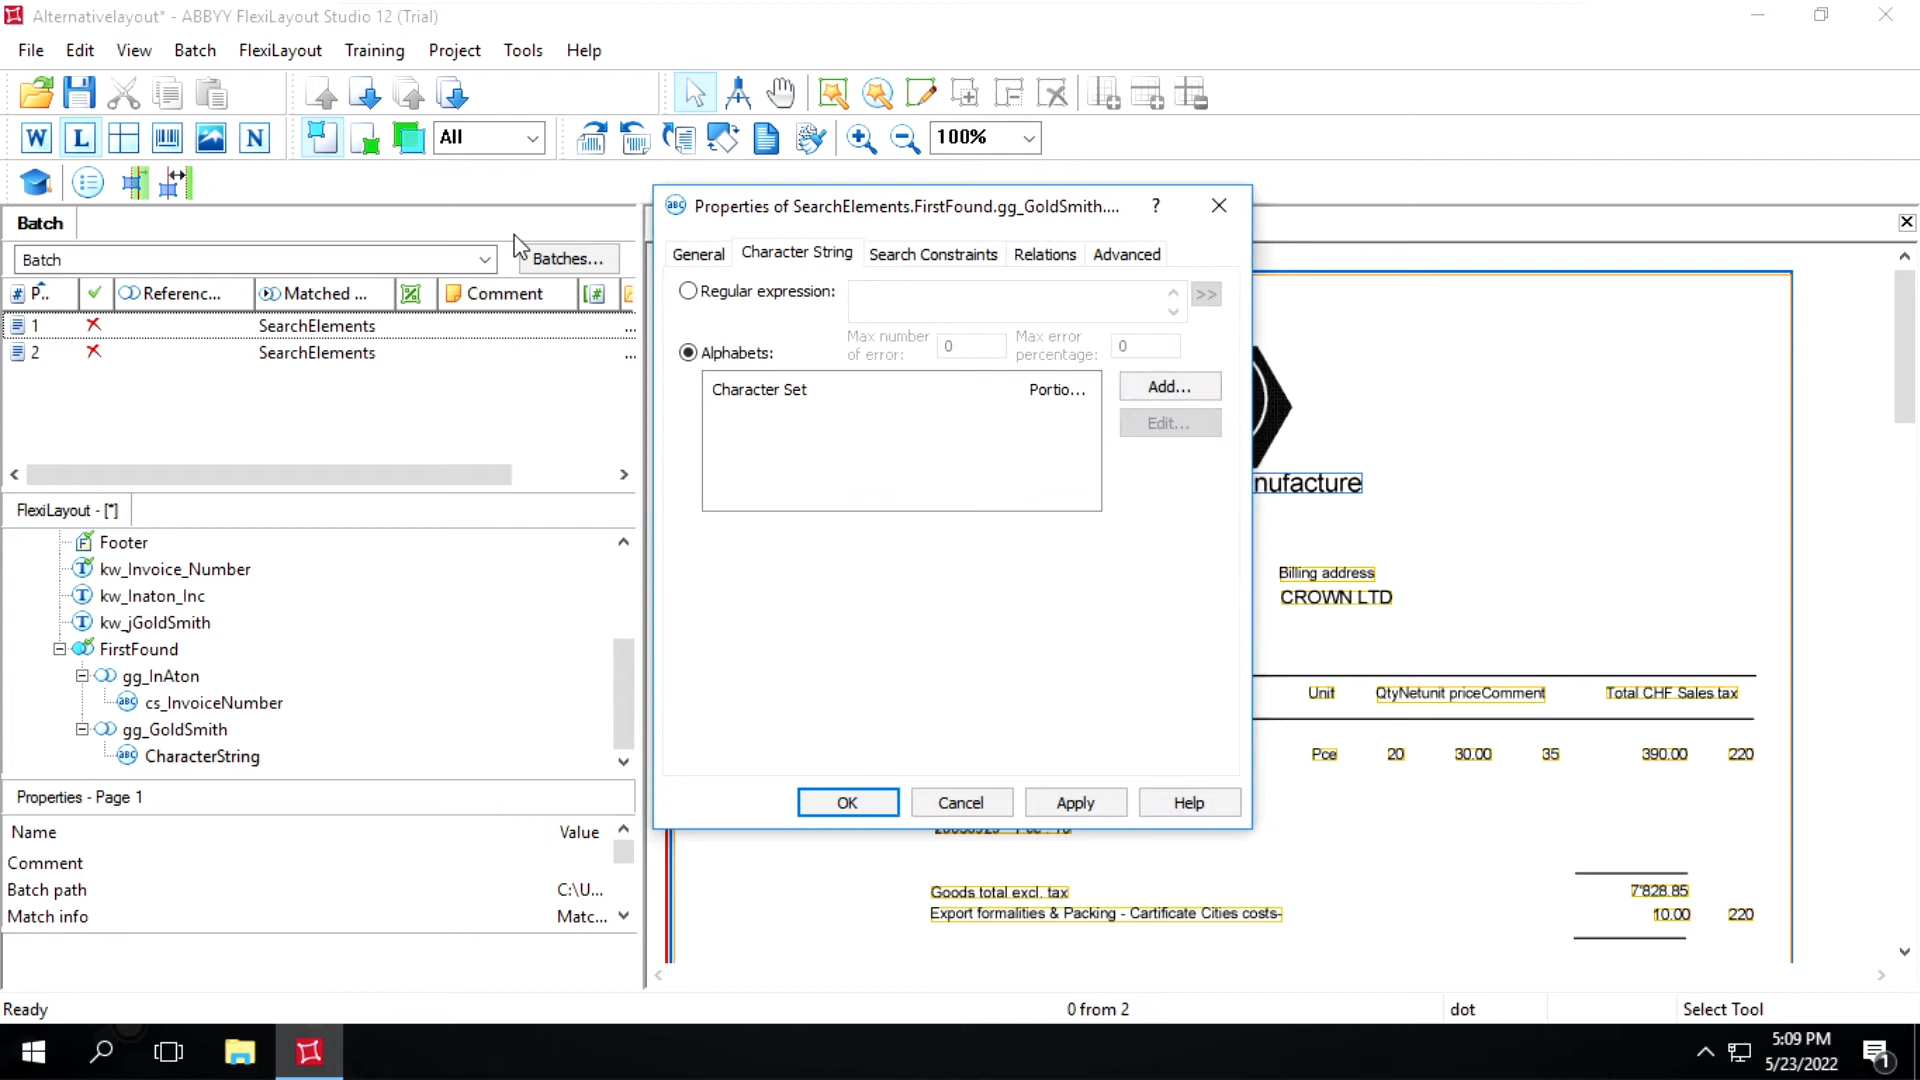 Alternativelayout* - ABBYY FlexiLayout Studio 12 (Trial)
File Edit View Batch FlexiLayout Training Project Tools Help
W L N All 100%
Batch
Batch Batches...
# P.. Referenc... Matched ... Comment [#
1 SearchElements ...
2 SearchElements ...
FlexiLayout - [*]
Footer
kw_Invoice_Number
kw_Inaton_Inc
kw_jGoldSmith
FirstFound
gg_InAton
cs_InvoiceNumber
gg_GoldSmith
CharacterString
Properties - Page 1
Name Value
Comment
Batch path C:\U...
Match info Matc...
Properties of SearchElements.FirstFound.gg_GoldSmith.... ?
General Character String Search Constraints Relations Advanced
Regular expression: >>
Max number of error: 0 Max error percentage: 0
Alphabets:
Character Set Portio... Add...
Edit...
OK Cancel Apply Help
nufacture
Billing address
CROWN LTD
Unit QtyNetunit priceComment Total CHF Sales tax
Pce 20 30.00 35 390.00 220
Goods total excl. tax 7'828.85
Export formalities & Packing - Cartificate Cities costs- 10.00 220
Ready 0 from 2 dot Select Tool
5:09 PM
5/23/2022
1